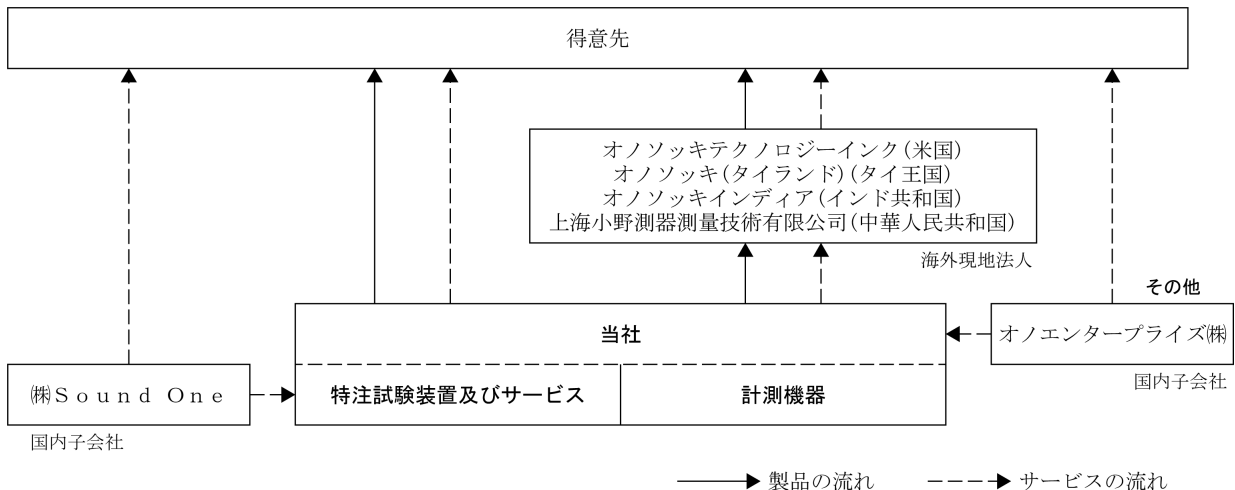 得意先
オノソッキテクノロジーインク(米国)
オノソッキ(タイランド)(タイ王国)
オノソッキインディア(インド共和国)
上海小野測器測量技術有限公司(中華人民共和国)
海外現地法人
その他
当社
オノエンタープライズ㈱
国内子会社
㈱Ｓｏｕｎｄ Ｏｎｅ
特注試験装置及びサービス
計測機器
国内子会社
製品の流れ
サービスの流れ